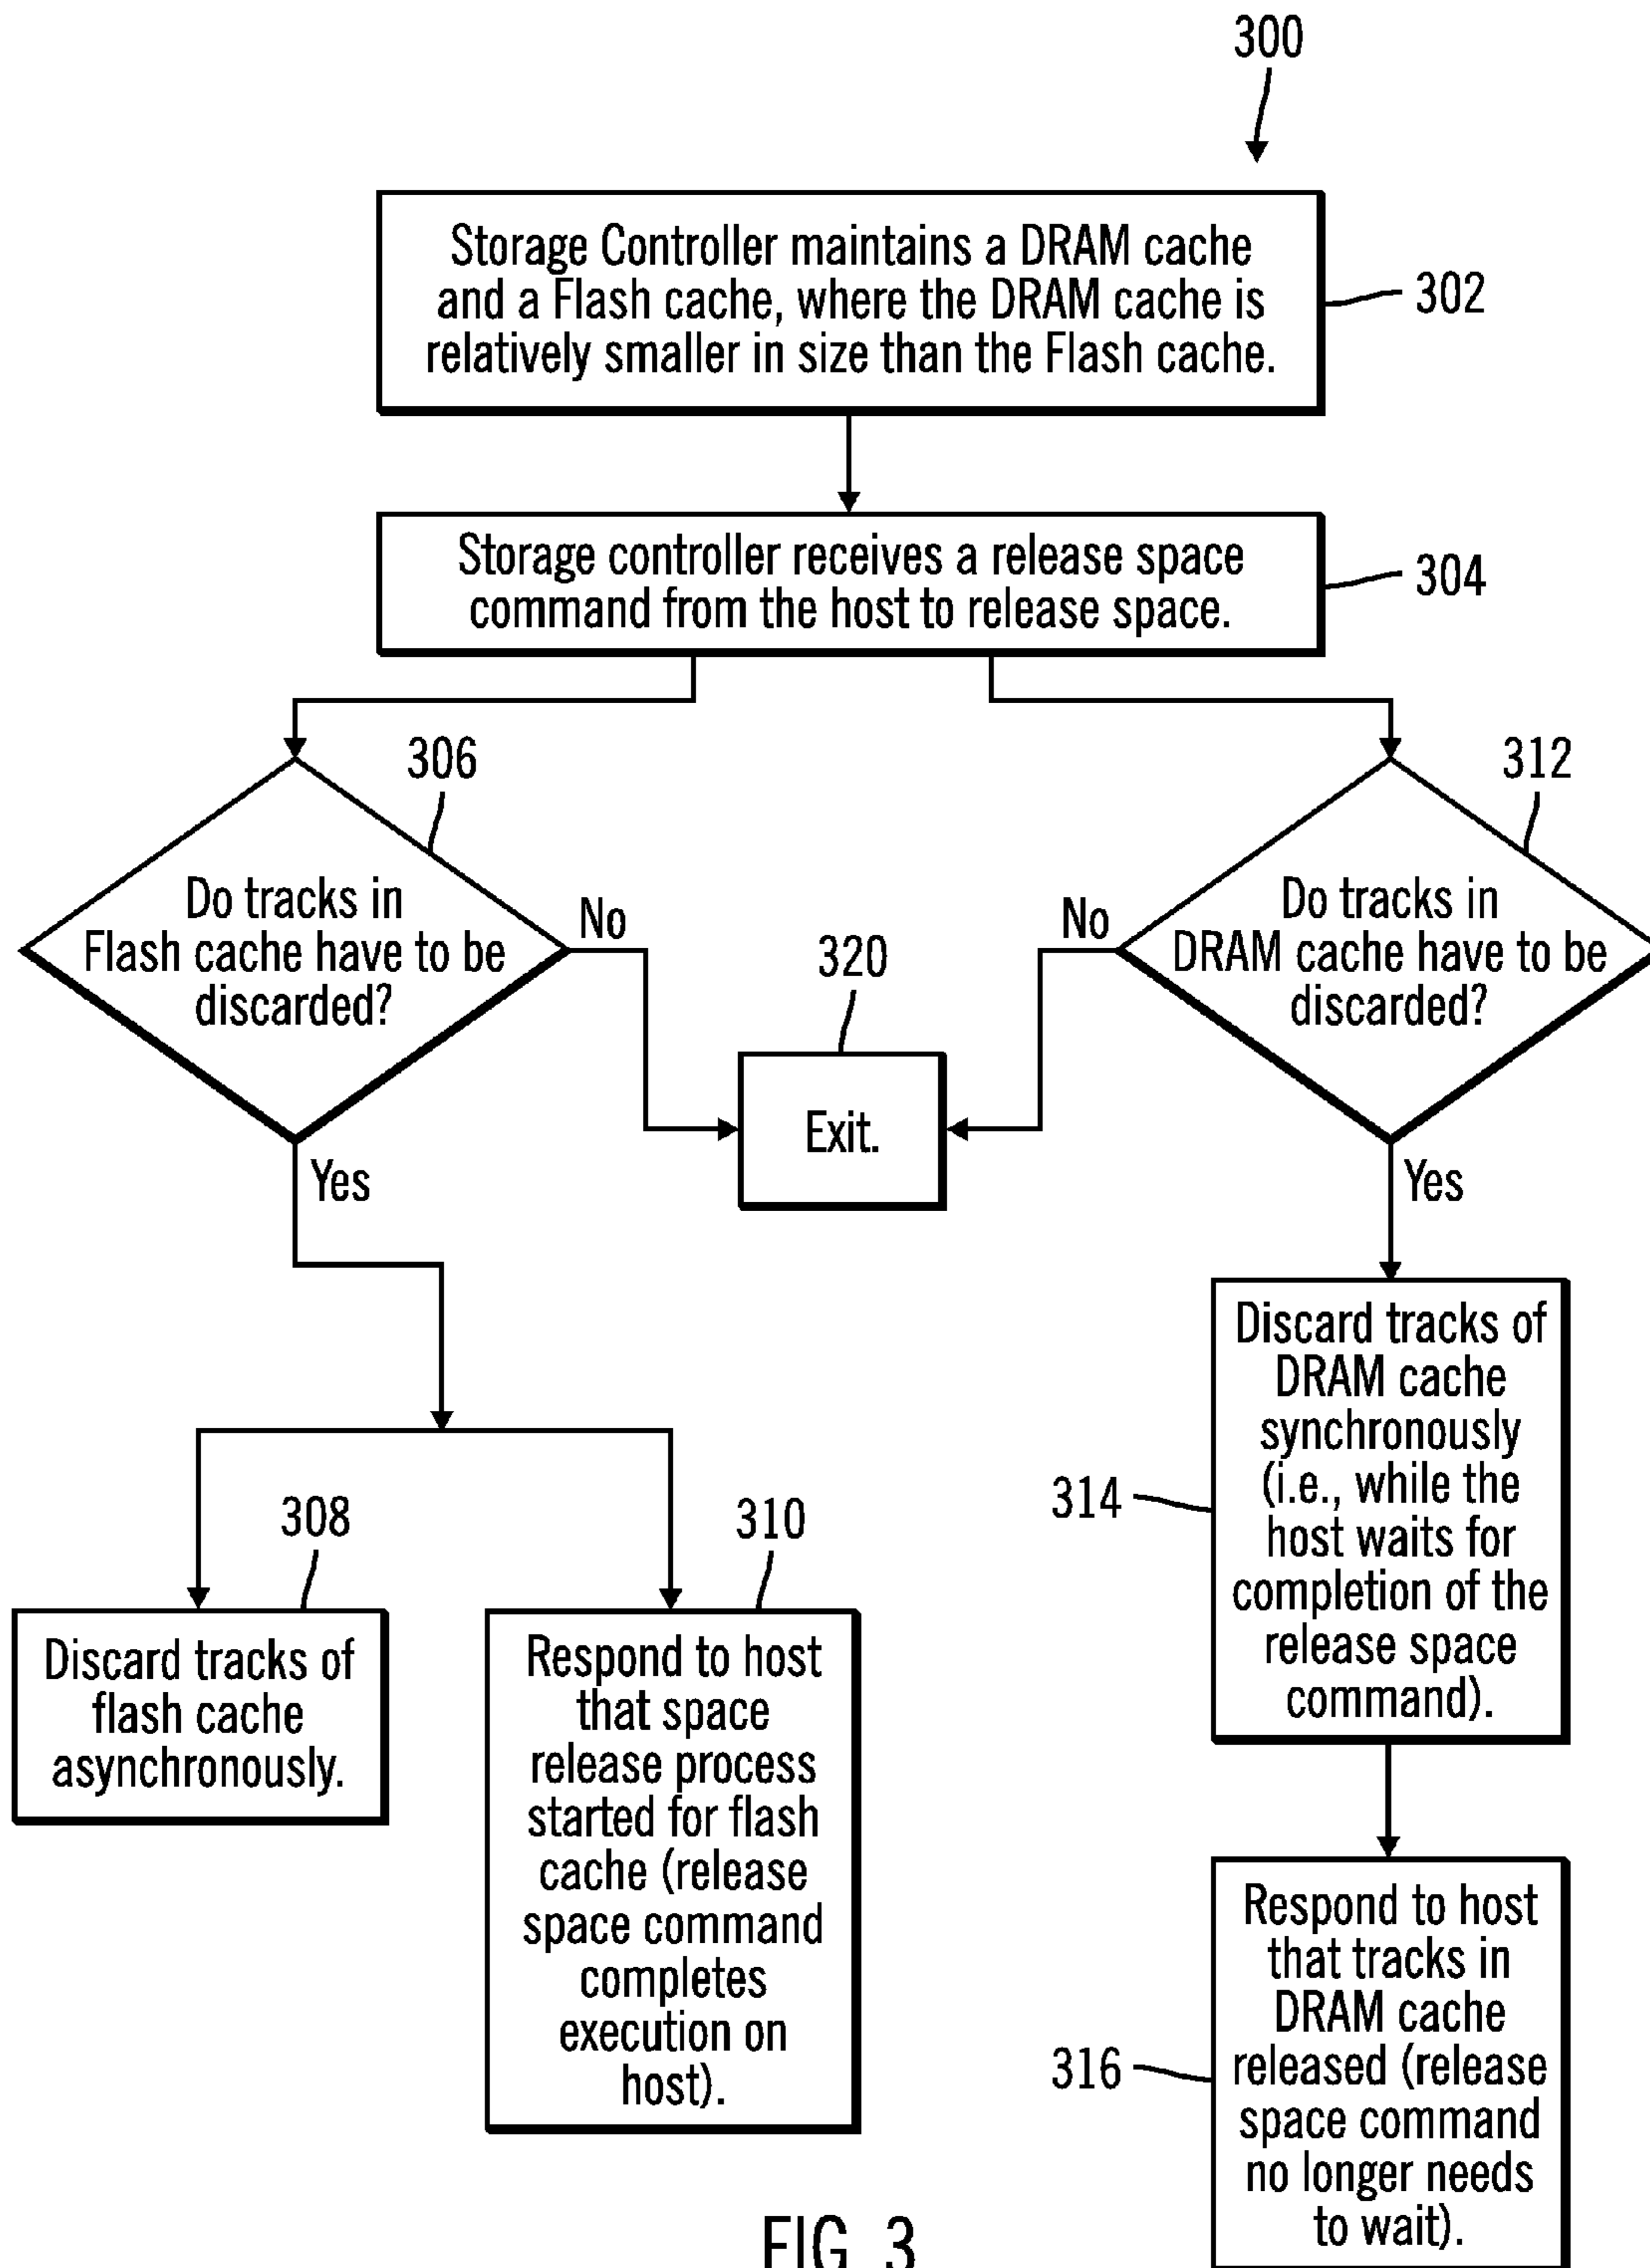 300
Storage Controller maintains a DRAM cache
and a Flash cache, where the DRAM cache is
relatively smaller in size than the Flash cache.
302
Storage controller receives a release space
command from the host to release space.
304
306
Do tracks in
Flash cache have to be
discarded?
No
Yes
312
Do tracks in
DRAM cache have to be
discarded?
No
Yes
320
Exit.
308
Discard tracks of
flash cache
asynchronously.
310
Respond to host
that space
release process
started for flash
cache (release
space command
completes
execution on
host).
314
Discard tracks of
DRAM cache
synchronously
(i.e., while the
host waits for
completion of the
release space
command).
316
Respond to host
that tracks in
DRAM cache
released (release
space command
no longer needs
to wait).
FIG. 3